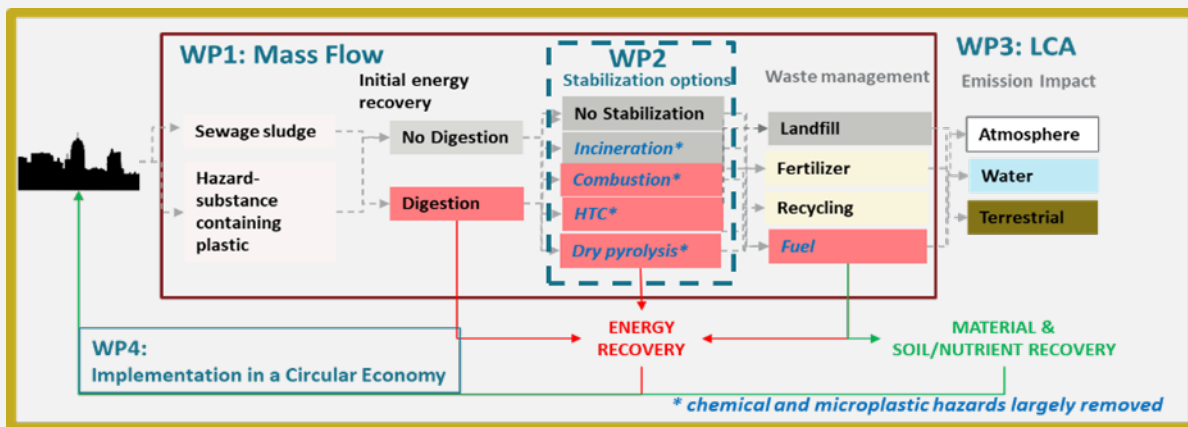 WP1: Mass Flow
WP2
WP3: LCA
Initial energy
recovery
Stabilization options
Waste management
Emission Impact
Sewage sludge
No Digestion
No Stabilization
Landfill
Atmosphere
Incineration*
Hazard-
substance
containing
plastic
Digestion
Combustion*
Fertilizer
Water
HTC*
Recycling
Terrestrial
Dry pyrolysis*
Fuel
ENERGY
RECOVERY
MATERIAL &
SOIL/NUTRIENT RECOVERY
WP4:
Implementation in a Circular Economy
* chemical and microplastic hazards largely removed